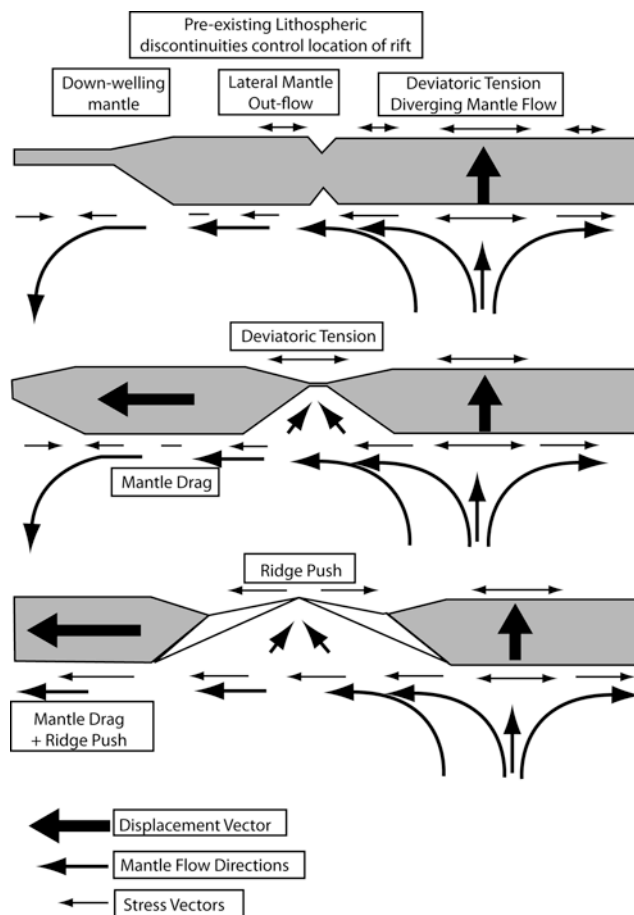 Pre-existing Lithospheric
discontinuities control location of rift
Down-welling
mantle
Lateral Mantle
Out-flow
Deviatoric Tension
Diverging Mantle Flow
Deviatoric Tension
Mantle Drag
Ridge Push
Mantle Drag
+ Ridge Push
Displacement Vector
Mantle Flow Directions
Stress Vectors